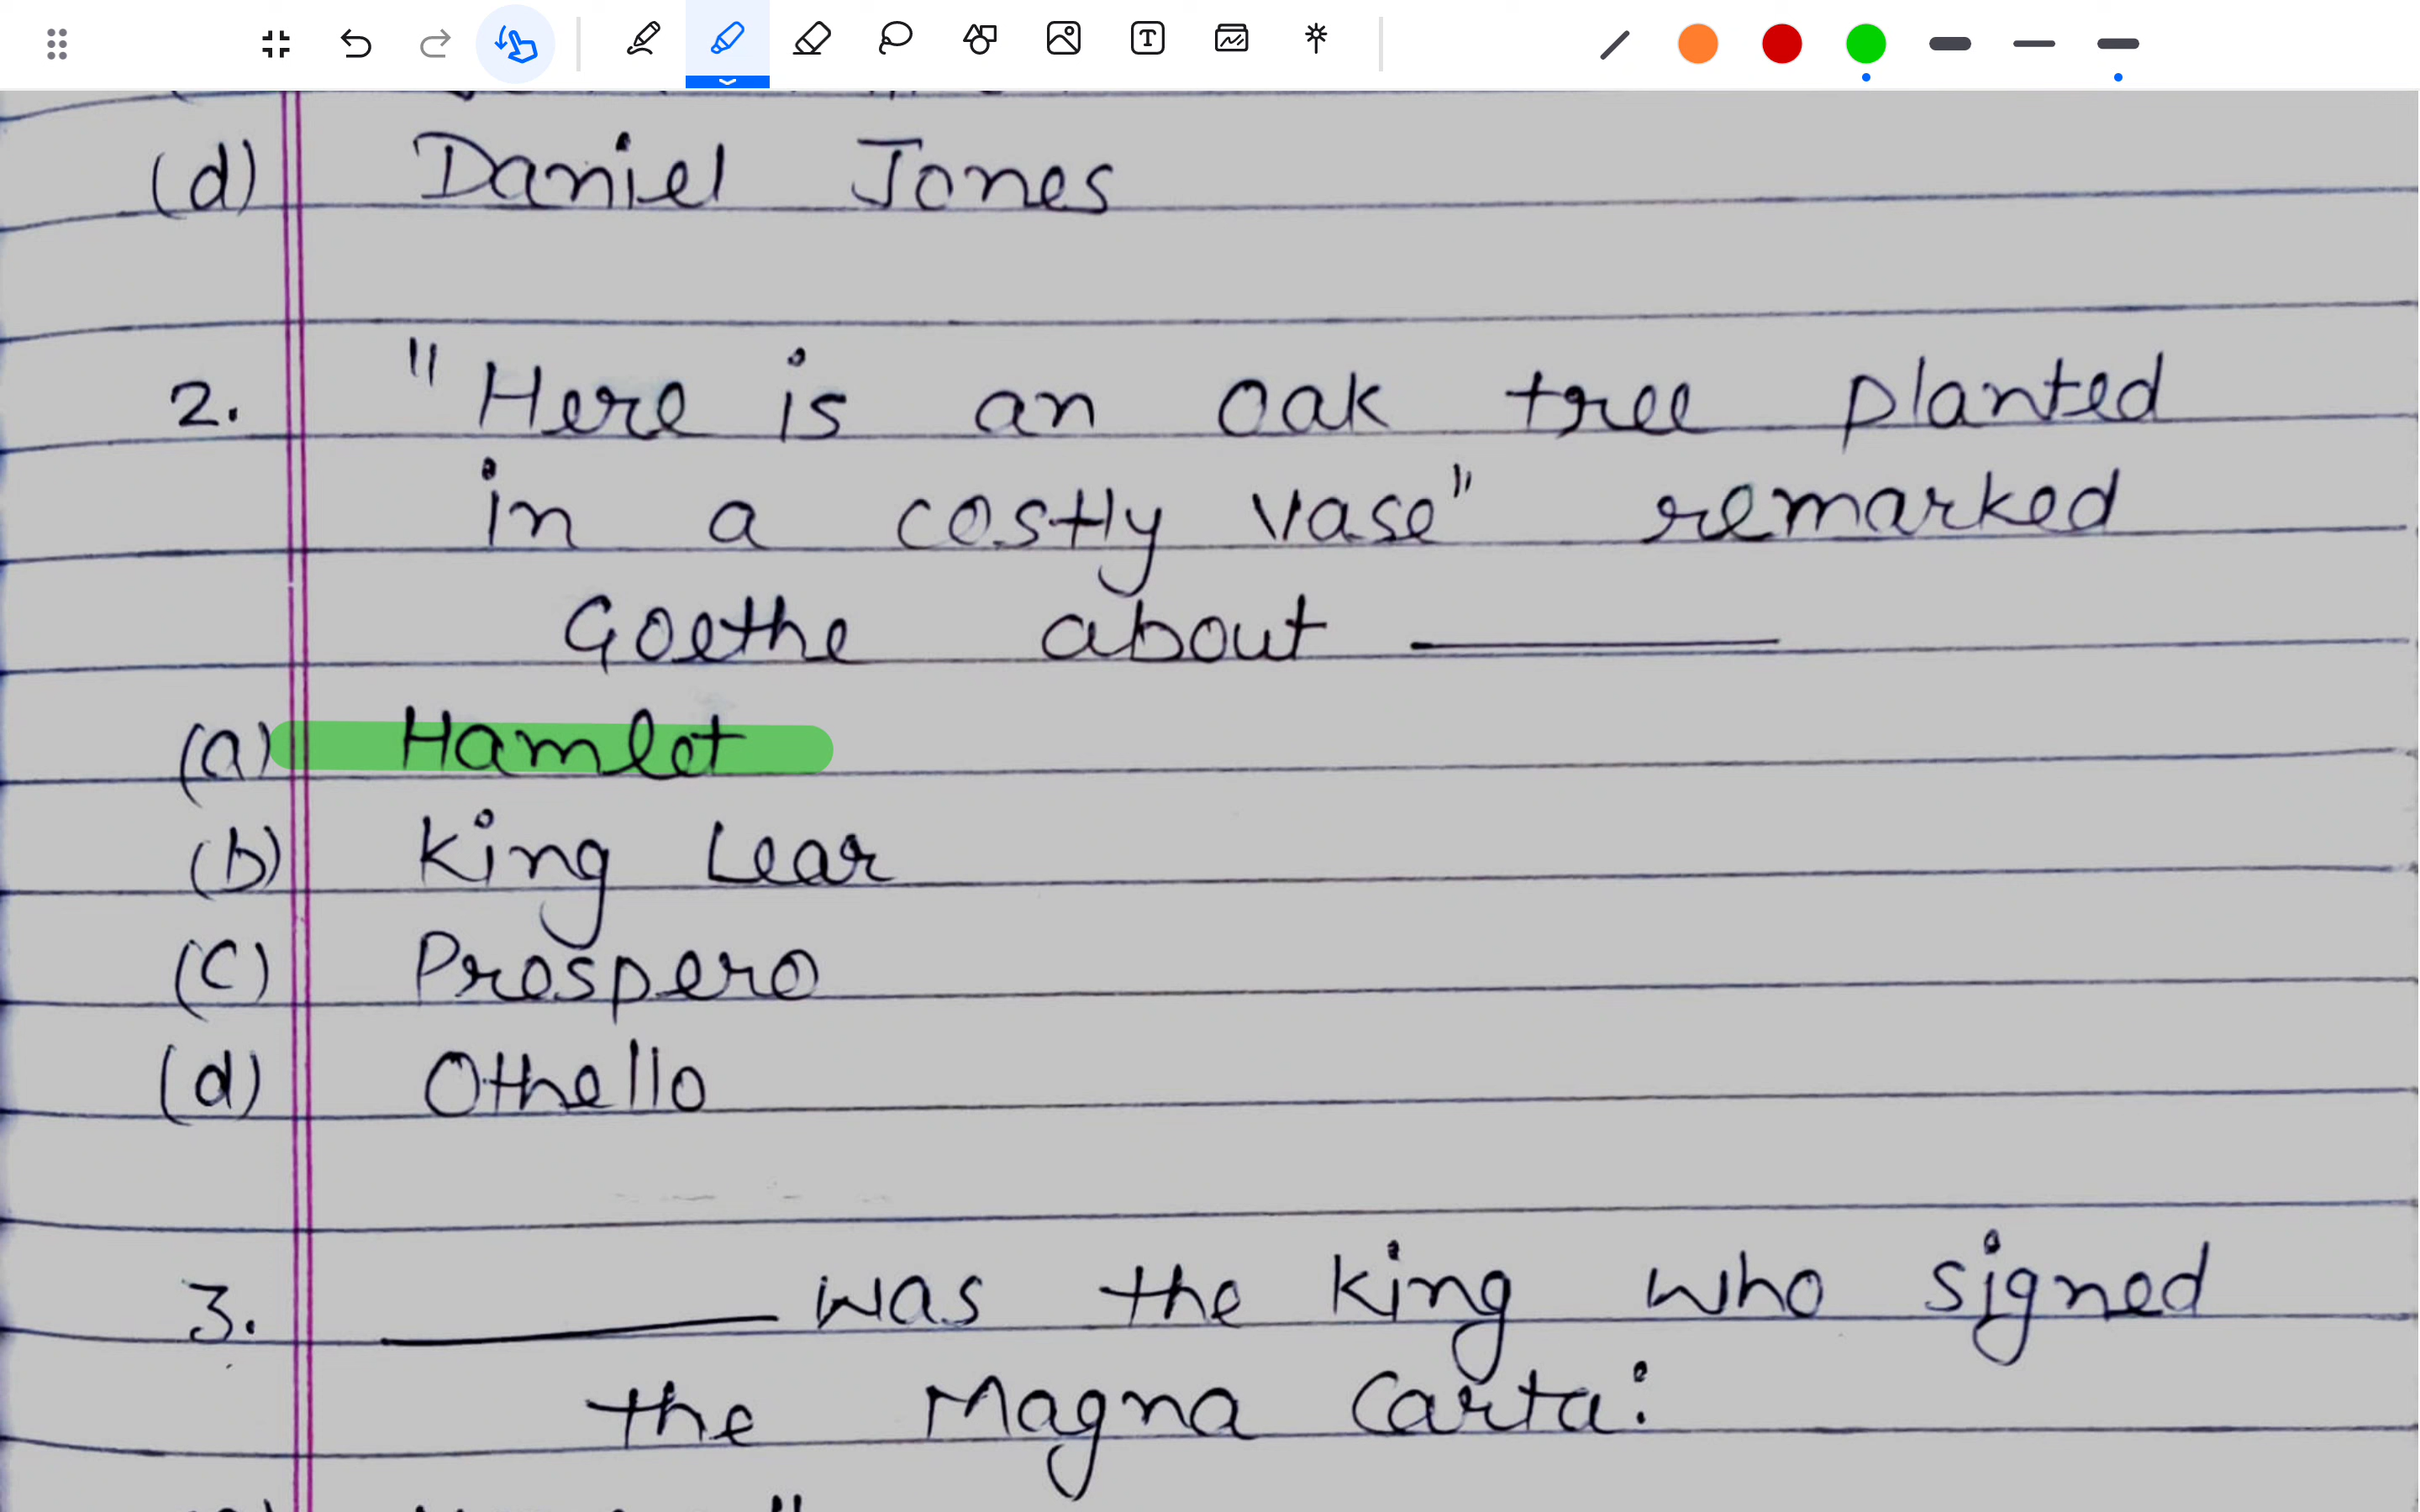 (d) Daniel Jones
2. "Here is an oak tree planted
in a costly vase" remarked
Goethe about ______
(a) Hamlet
(b) King Lear
(c) Prospero
(d) Othello
3. ______ was the king who signed
the Magna Carta: